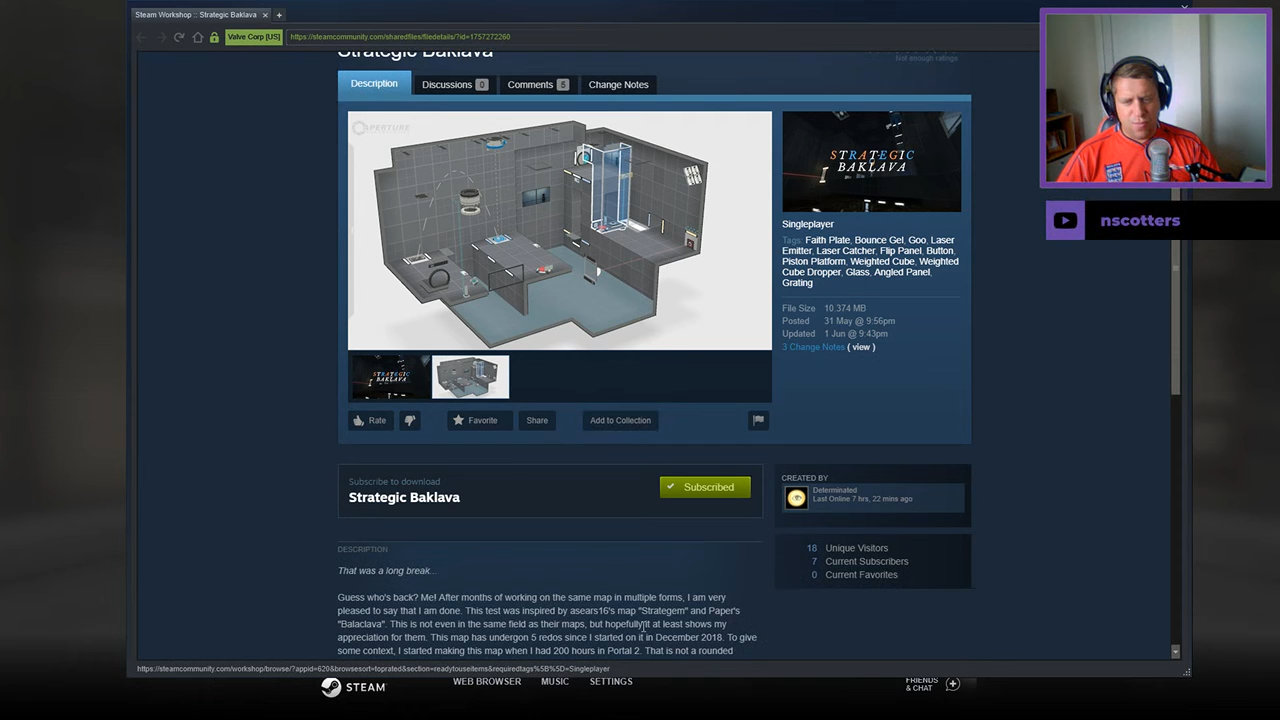 Steam Workshop :: Strategic Baklava
Valve Corp [US]
https://steamcommunity.com/sharedfiles/filedetails/?id=1757272260
Strategic Baklava
Not enough ratings
Description
Discussions 0
Comments 5
Change Notes
APERTURE
STRATEGIC
BAKLAVA
Singleplayer
Tags: Faith Plate, Bounce Gel, Goo, Laser
Emitter, Laser Catcher, Flip Panel, Button,
Piston Platform, Weighted Cube, Weighted
Cube Dropper, Glass, Angled Panel,
Grating
File Size 10.374 MB
Posted 31 May @ 9:56pm
Updated 1 Jun @ 9:43pm
3 Change Notes ( view )
STRATEGIC
BAKLAVA
Rate
Favorite
Share
Add to Collection
Subscribe to download
Strategic Baklava
Subscribed
CREATED BY
Determinated
Last Online 7 hrs, 22 mins ago
18 Unique Visitors
7 Current Subscribers
0 Current Favorites
DESCRIPTION
That was a long break...
Guess who's back? Me! After months of working on the same map in multiple forms, I am very
pleased to say that I am done. This test was inspired by asears16's map "Strategem" and Paper's
"Balaclava". This is not even in the same field as their maps, but hopefully it at least shows my
appreciation for them. This map has undergon 5 redos since I started on it in December 2018. To give
some context, I started making this map when I had 200 hours in Portal 2. That is not a rounded
https://steamcommunity.com/workshop/browse/?appid=620&browsesort=toprated&section=readytouseitems&requiredtags%5B%5D=Singleplayer
STEAM
WEB BROWSER
MUSIC
SETTINGS
FRIENDS
& CHAT
nscotters